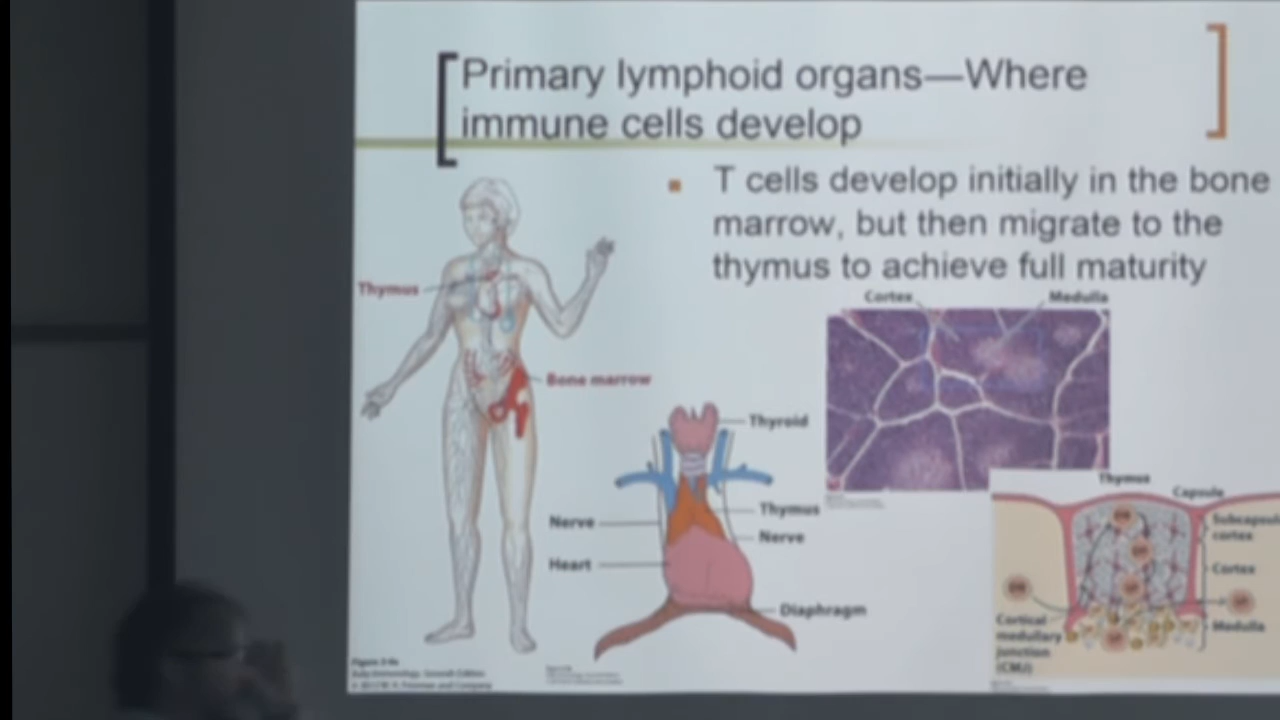 Primary lymphoid organs—Where
immune cells develop
T cells develop initially in the bone
marrow, but then migrate to the
thymus to achieve full maturity
Cortex
Medulla
Thymus
Bone marrow
Thyroid
Thymus
Nerve
Nerve
Heart
Diaphragm
Thymus
Capsule
cortex
Cortex
Medulla
Cortical
medullary
junction
(CMJ)